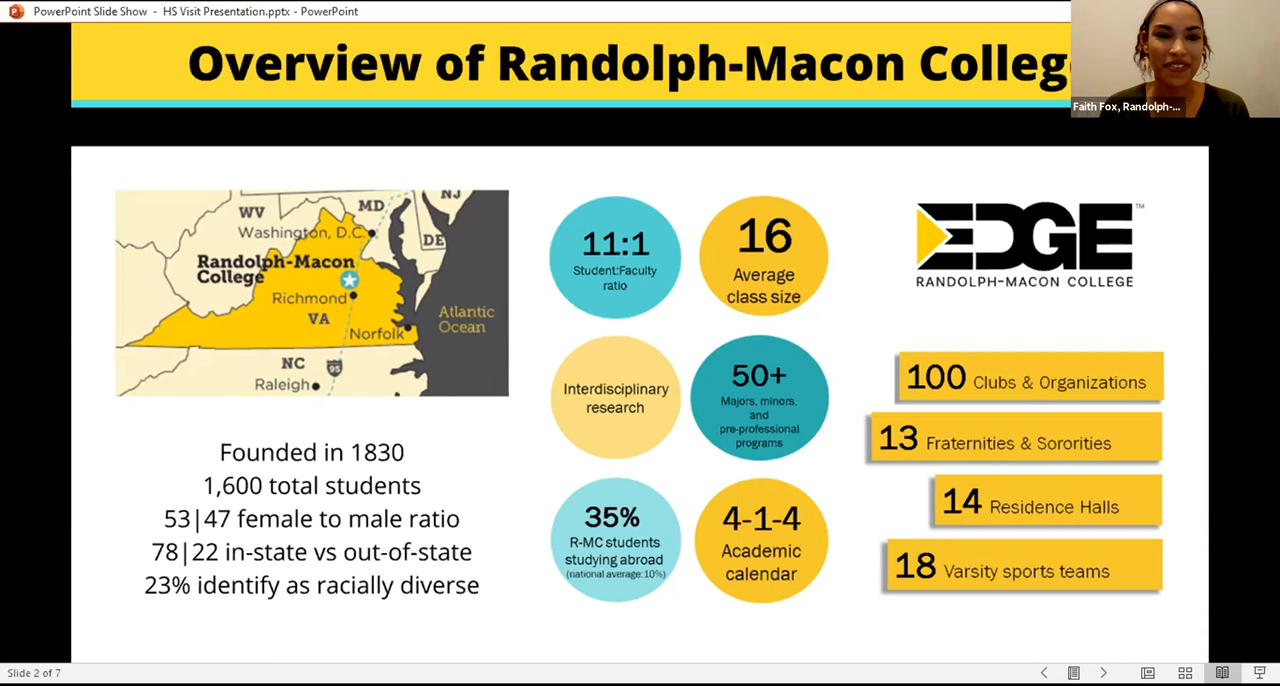 PowerPoint Slide Show - HS Visit Presentation.pptx - PowerPoint
Overview of Randolph-Macon Colleg
Faith Fox, Randolph-...
WV
MD
NJ
Washington, D.C.
DE
Randolph-Macon
College
Richmond
VA
Norfolk
Atlantic
Ocean
NC
95
Raleigh
Founded in 1830
1,600 total students
53|47 female to male ratio
78|22 in-state vs out-of-state
23% identify as racially diverse
11:1
Student:Faculty
ratio
16
Average
class size
Interdisciplinary
research
50+
Majors, minors,
and
pre-professional
programs
35%
R-MC students
studying abroad
(national average:10%)
4-1-4
Academic
calendar
EDGE™
RANDOLPH-MACON COLLEGE
100 Clubs & Organizations
13 Fraternities & Sororities
14 Residence Halls
18 Varsity sports teams
Slide 2 of 7